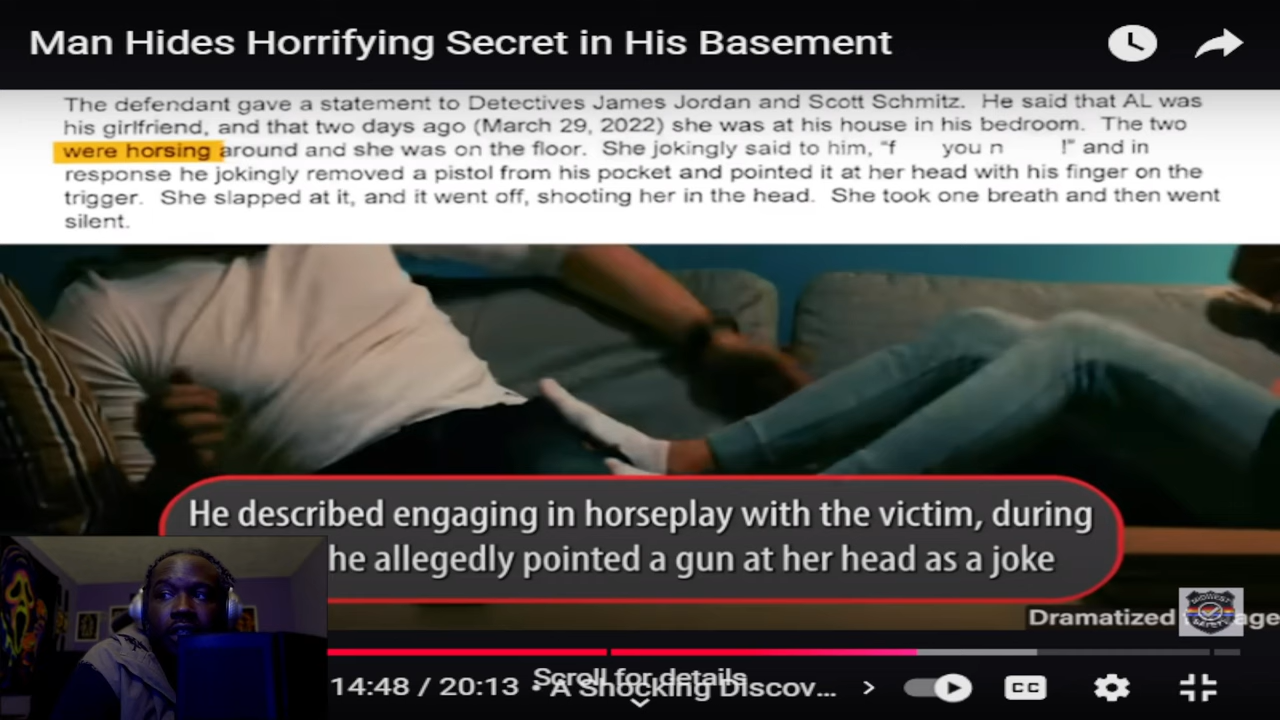 Man Hides Horrifying Secret in His Basement
The defendant gave a statement to Detectives James Jordan and Scott Schmitz. He said that AL was
his girlfriend, and that two days ago (March 29, 2022) she was at his house in his bedroom. The two
were horsing around and she was on the floor. She jokingly said to him, "f you n !" and in
response he jokingly removed a pistol from his pocket and pointed it at her head with his finger on the
trigger. She slapped at it, and it went off, shooting her in the head. She took one breath and then went
silent.
He described engaging in horseplay with the victim, during
he allegedly pointed a gun at her head as a joke
MIDWEST
SAFETY
Dramatized
14:48 / 20:13 • A Shocking Discov... >
Scroll for details
CC